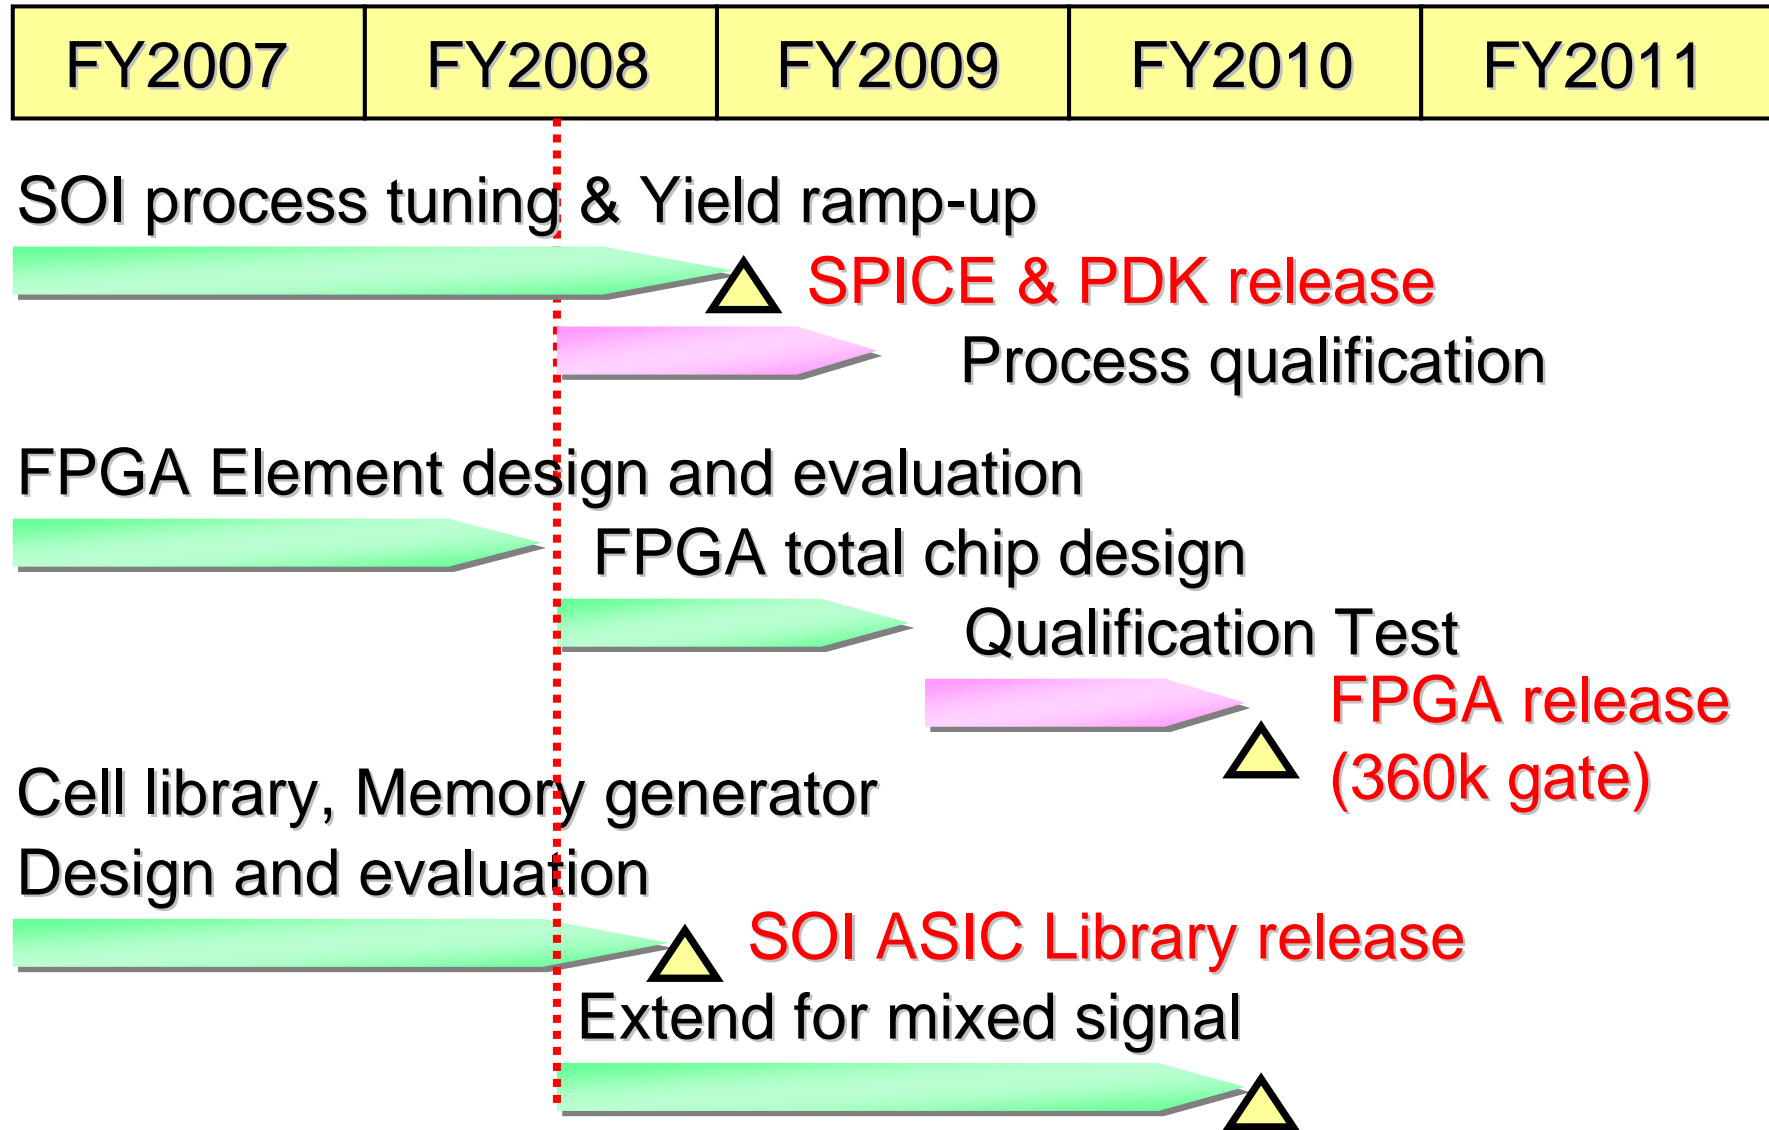 FY2007 FY2008 FY2009 FY2010 FY2011
SOI process tuning & Yield ramp-up
SPICE & PDK release
Process qualification
FPGA Element design and evaluation
FPGA total chip design
Qualification Test
FPGA release
(360k gate)
Cell library, Memory generator
Design and evaluation
SOI ASIC Library release
Extend for mixed signal